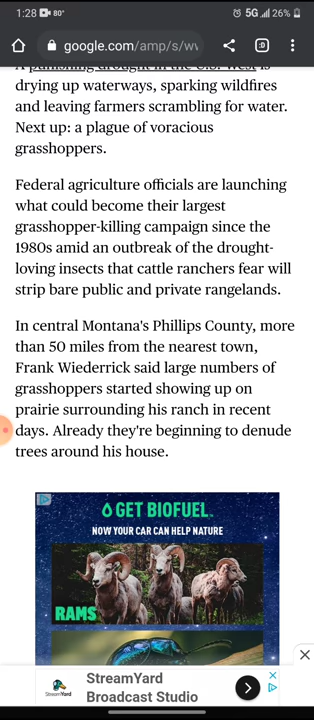 1:28 80° 5G 26%
google.com/amp/s/w
:D
A punishing drought in the U.S. West is
drying up waterways, sparking wildfires
and leaving farmers scrambling for water.
Next up: a plague of voracious
grasshoppers.
Federal agriculture officials are launching
what could become their largest
grasshopper-killing campaign since the
1980s amid an outbreak of the drought-
loving insects that cattle ranchers fear will
strip bare public and private rangelands.
In central Montana's Phillips County, more
than 50 miles from the nearest town,
Frank Wiederrick said large numbers of
grasshoppers started showing up on
prairie surrounding his ranch in recent
days. Already they're beginning to denude
trees around his house.
GET BIOFUEL
NOW YOUR CAR CAN HELP NATURE
RAMS
StreamYard
StreamYard
Broadcast Studio